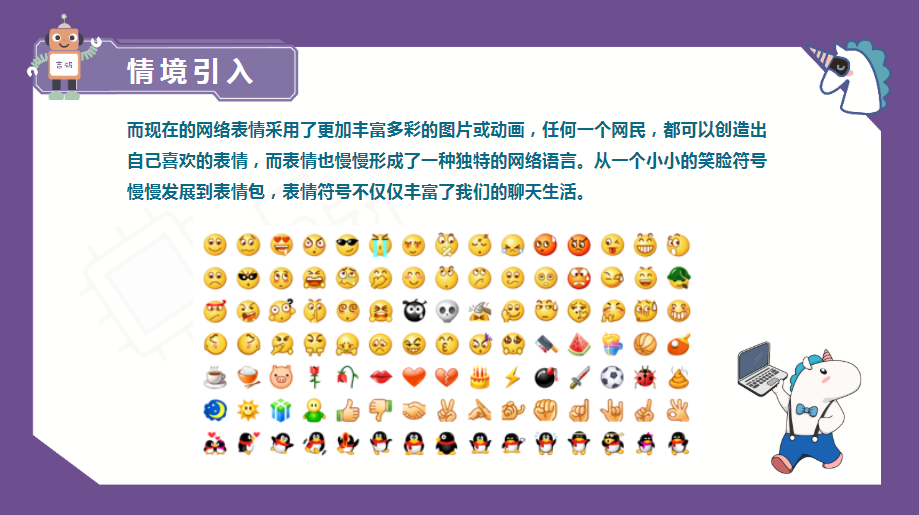 情境引入
而现在的网络表情采用了更加丰富多彩的图片或动画，任何一个网民，都可以创造出
自己喜欢的表情，而表情也慢慢形成了一种独特的网络语言。从一个小小的笑脸符号
慢慢发展到表情包，表情符号不仅仅丰富了我们的聊天生活。